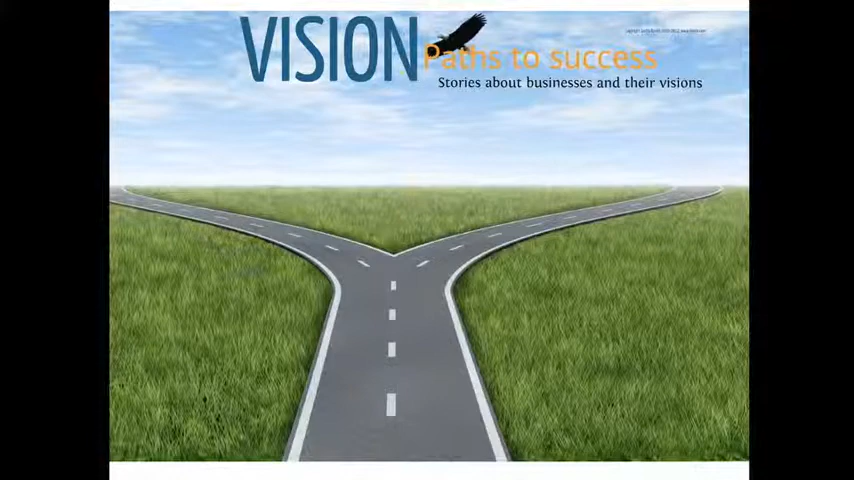 VISION
Paths to success
Stories about businesses and their visions